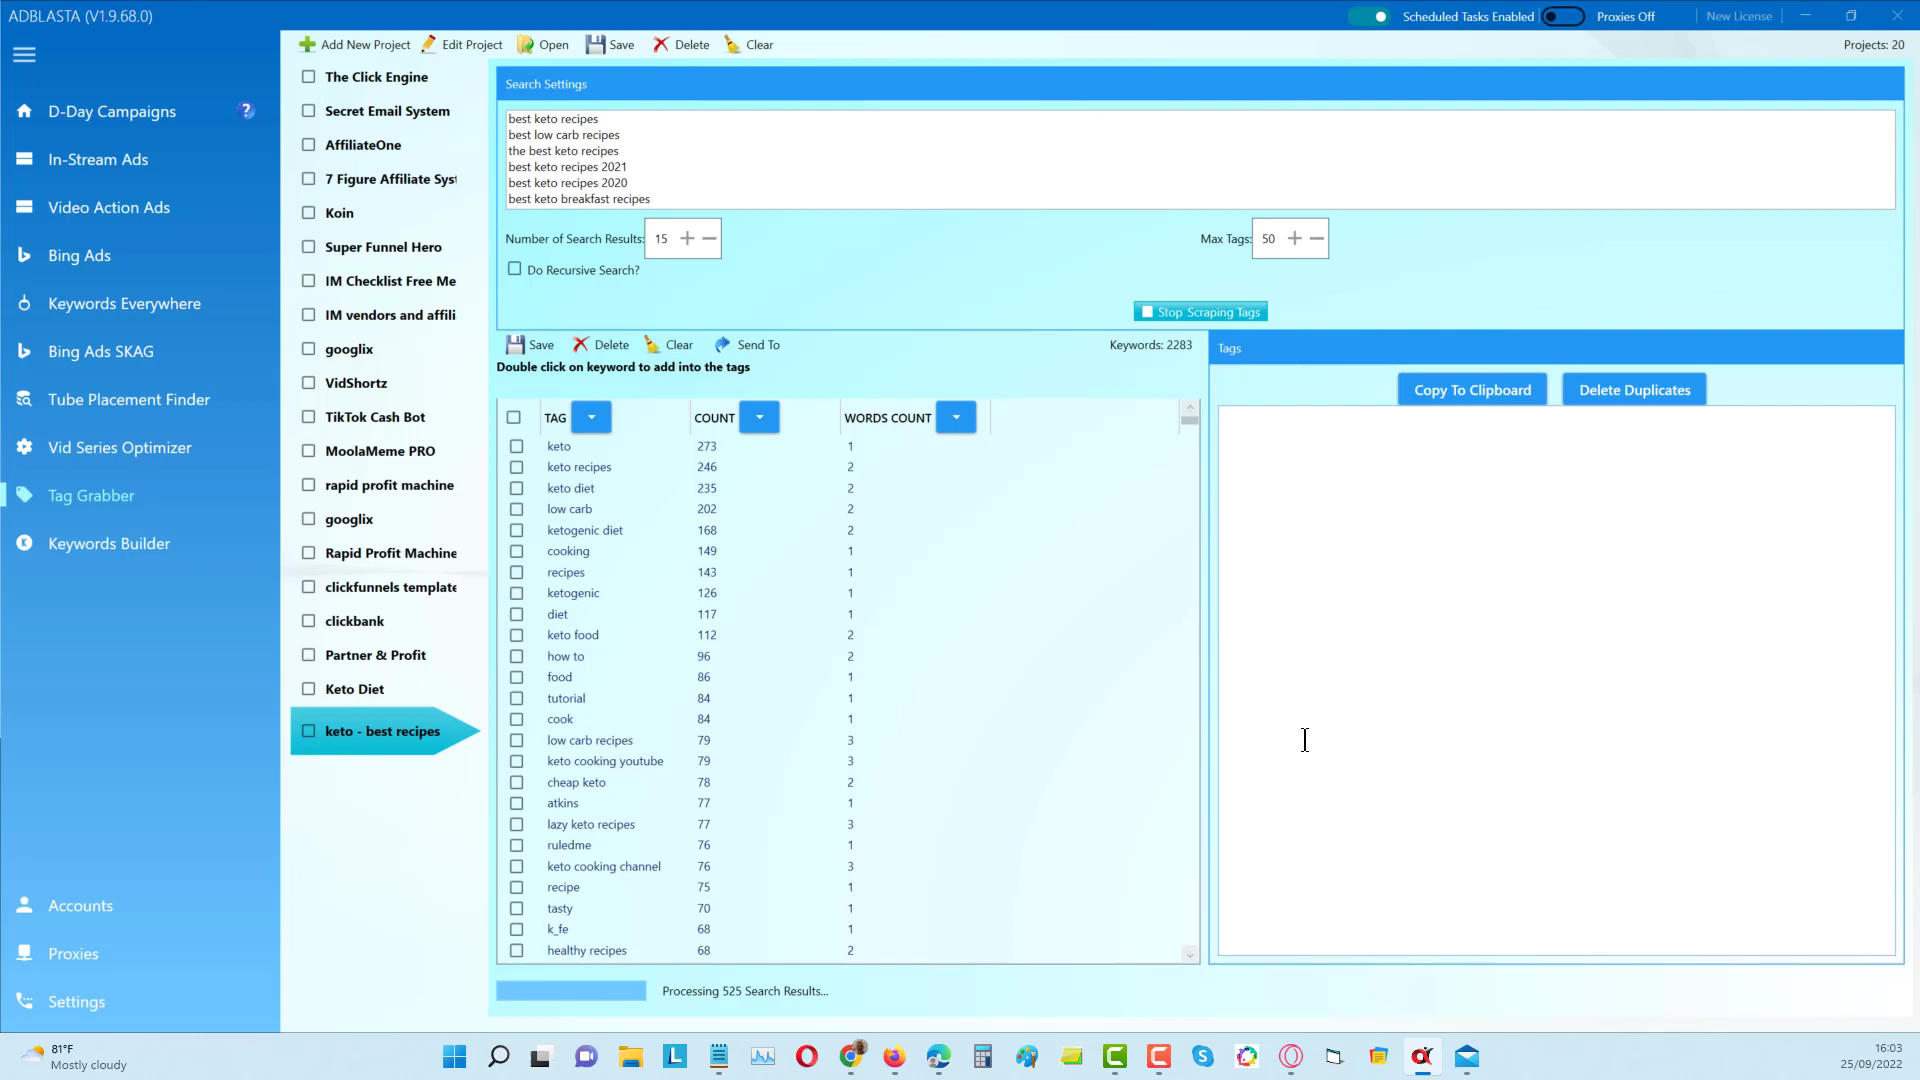 ADBLASTA (V1.9.68.0)
Scheduled Tasks Enabled
Proxies Off
New License
Add New Project
Edit Project
Open
Save
Delete
Clear
Projects: 20
D-Day Campaigns
?
In-Stream Ads
Video Action Ads
Bing Ads
Keywords Everywhere
Bing Ads SKAG
Tube Placement Finder
Vid Series Optimizer
Tag Grabber
Keywords Builder
Accounts
Proxies
Settings
The Click Engine
Secret Email System
AffiliateOne
7 Figure Affiliate Syst
Koin
Super Funnel Hero
IM Checklist Free Me
IM vendors and affili
googlix
VidShortz
TikTok Cash Bot
MoolaMeme PRO
rapid profit machine
googlix
Rapid Profit Machine
clickfunnels template
clickbank
Partner & Profit
Keto Diet
keto - best recipes
Search Settings
best keto recipes
best low carb recipes
the best keto recipes
best keto recipes 2021
best keto recipes 2020
best keto breakfast recipes
Number of Search Results: 15
Max Tags: 50
Do Recursive Search?
Stop Scraping Tags
Save
Delete
Clear
Send To
Keywords: 2283
Double click on keyword to add into the tags
TAG COUNT WORDS COUNT
keto 273 1
keto recipes 246 2
keto diet 235 2
low carb 202 2
ketogenic diet 168 2
cooking 149 1
recipes 143 1
ketogenic 126 1
diet 117 1
keto food 112 2
how to 96 2
food 86 1
tutorial 84 1
cook 84 1
low carb recipes 79 3
keto cooking youtube 79 3
cheap keto 78 2
atkins 77 1
lazy keto recipes 77 3
ruledme 76 1
keto cooking channel 76 3
recipe 75 1
tasty 70 1
k_fe 68 1
healthy recipes 68 2
Tags
Copy To Clipboard
Delete Duplicates
Processing 525 Search Results...
81°F
Mostly cloudy
16:03
25/09/2022